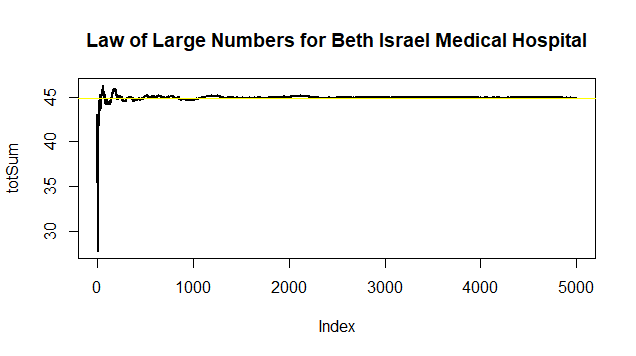 Law of Large Numbers for Beth Israel Medical Hospital
totSum
45
40
35
30
0 1000 2000 3000 4000 5000
Index